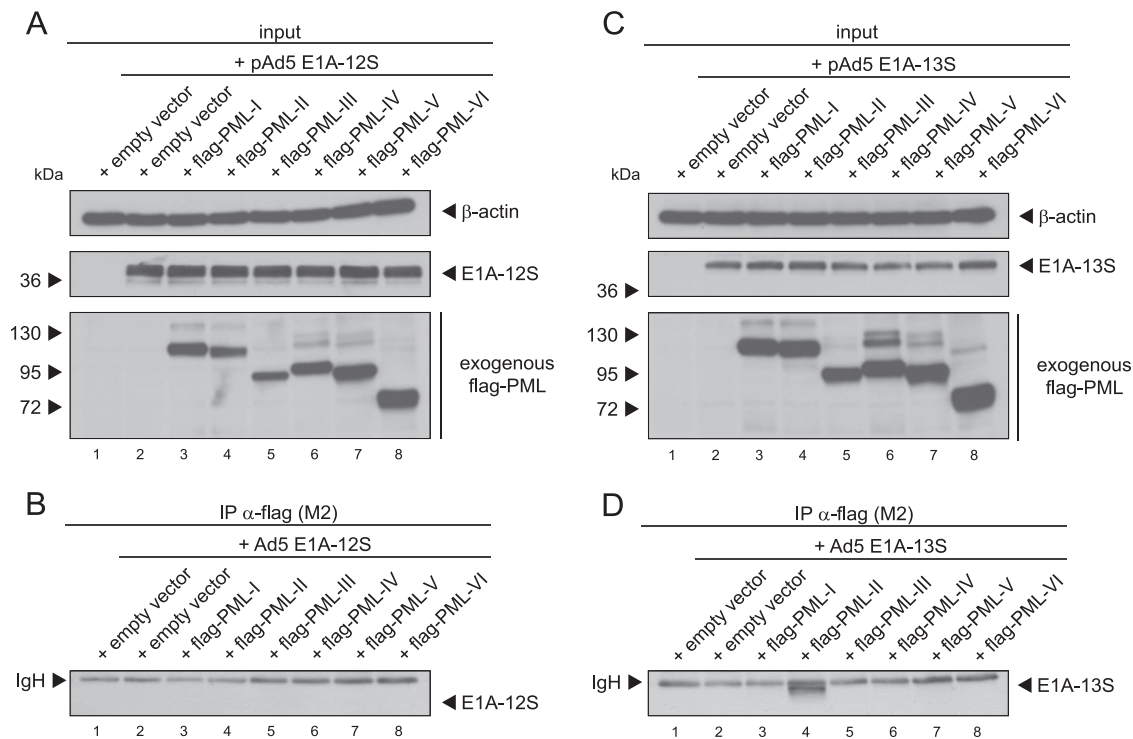 A
input
+ pAd5 E1A-12S
+ empty vector
+ empty vector
+ flag-PML-I
+ flag-PML-II
+ flag-PML-III
+ flag-PML-IV
+ flag-PML-V
+ flag-PML-VI
kDa
β-actin
E1A-12S
36
130
95
72
exogenous
flag-PML
1 2 3 4 5 6 7 8
B
IP α-flag (M2)
+ Ad5 E1A-12S
+ empty vector
+ empty vector
+ flag-PML-I
+ flag-PML-II
+ flag-PML-III
+ flag-PML-IV
+ flag-PML-V
+ flag-PML-VI
IgH
E1A-12S
1 2 3 4 5 6 7 8
C
input
+ pAd5 E1A-13S
+ empty vector
+ empty vector
+ flag-PML-I
+ flag-PML-II
+ flag-PML-III
+ flag-PML-IV
+ flag-PML-V
+ flag-PML-VI
kDa
β-actin
E1A-13S
36
130
95
72
exogenous
flag-PML
1 2 3 4 5 6 7 8
D
IP α-flag (M2)
+ Ad5 E1A-13S
+ empty vector
+ empty vector
+ flag-PML-I
+ flag-PML-II
+ flag-PML-III
+ flag-PML-IV
+ flag-PML-V
+ flag-PML-VI
IgH
E1A-13S
1 2 3 4 5 6 7 8